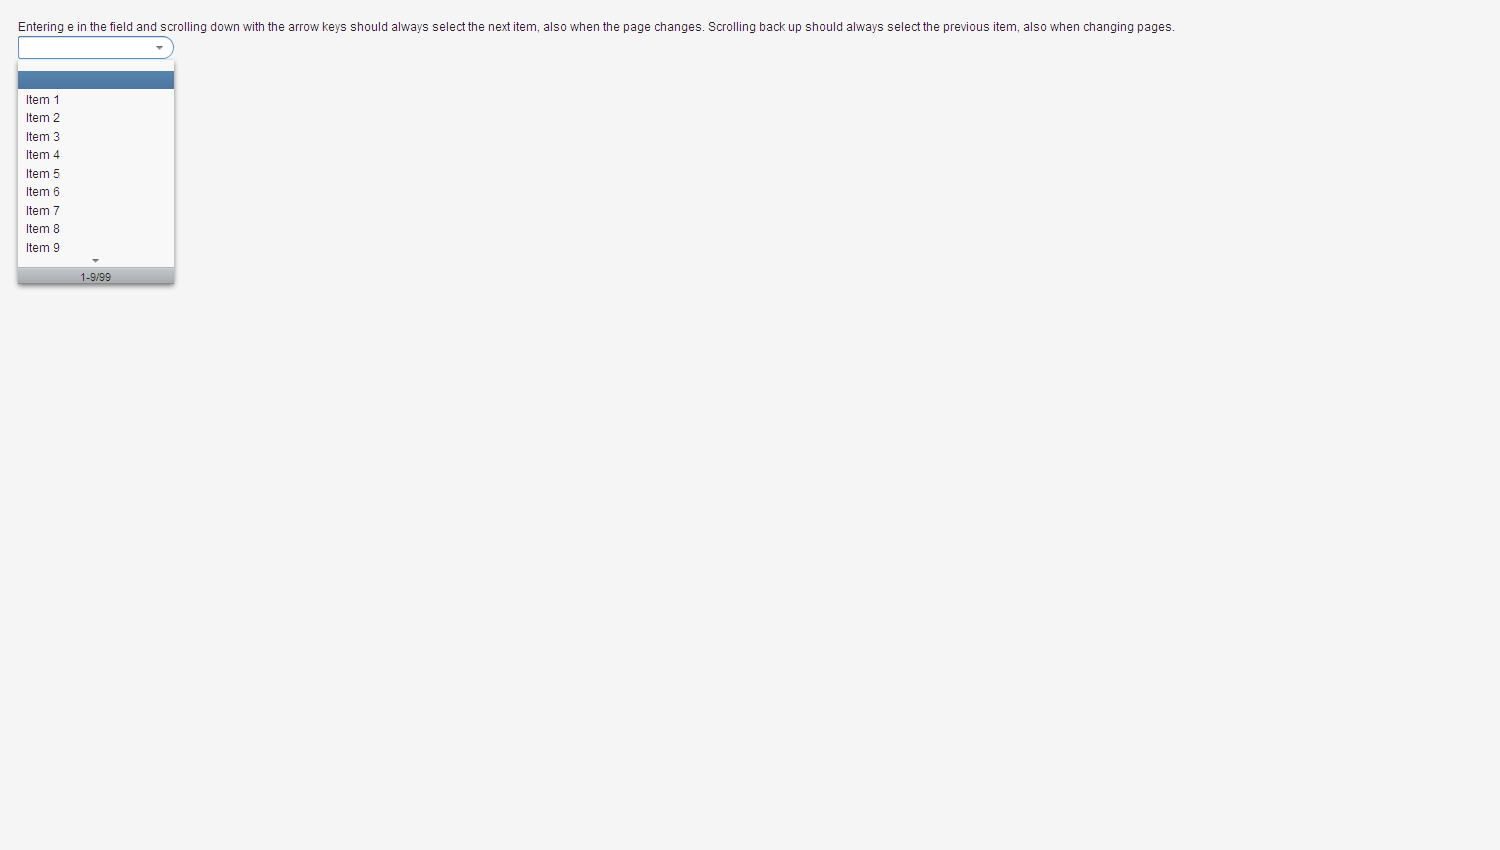 Entering e in the field and scrolling down with the arrow keys should always select the next item, also when the page changes. Scrolling back up should always select the previous item, also when changing pages.
Item 1
Item 2
Item 3
Item 4
Item 5
Item 6
Item 7
Item 8
Item 9
1-9/99